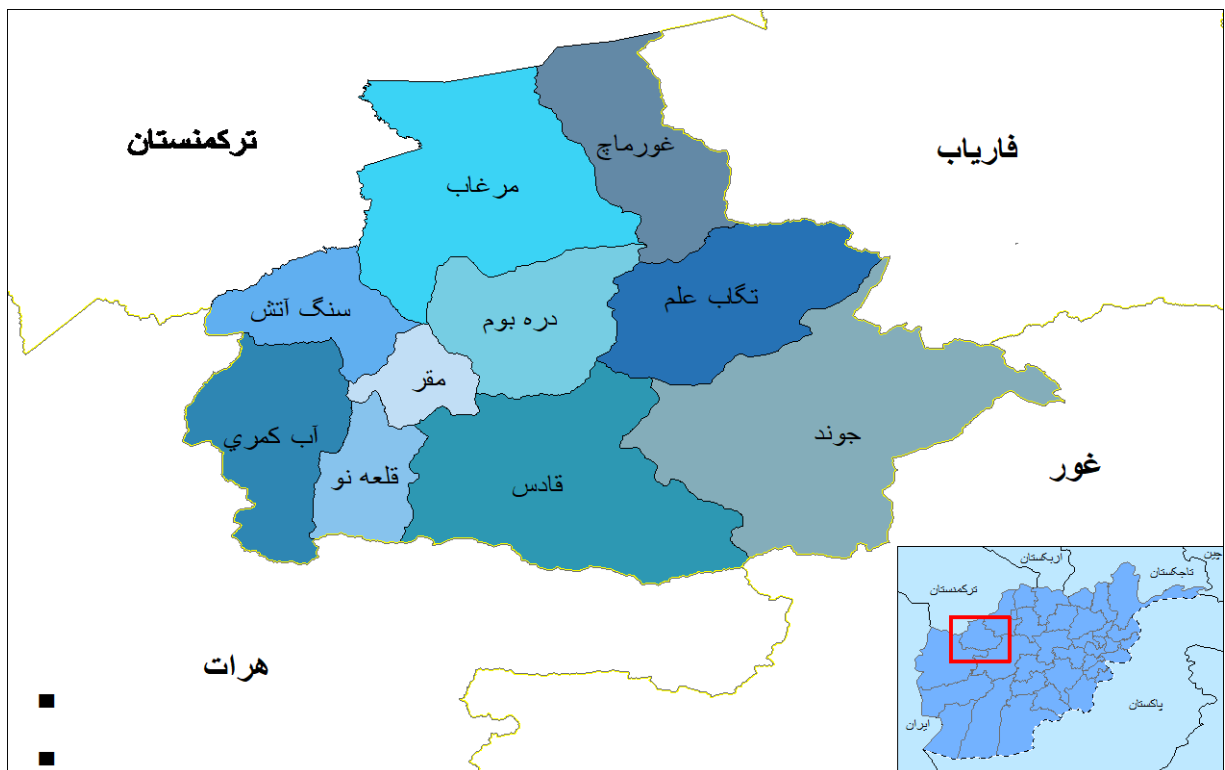 ترکمنستان
غورماچ
فاریاب
مرغاب
سنگ آتش
دره بوم
تگاب علم
مقر
آب کمري
قلعه نو
قادس
جوند
غور
هرات
ازبکستان
چین
تاجکستان
ترکمنستان
ایران
پاکستان